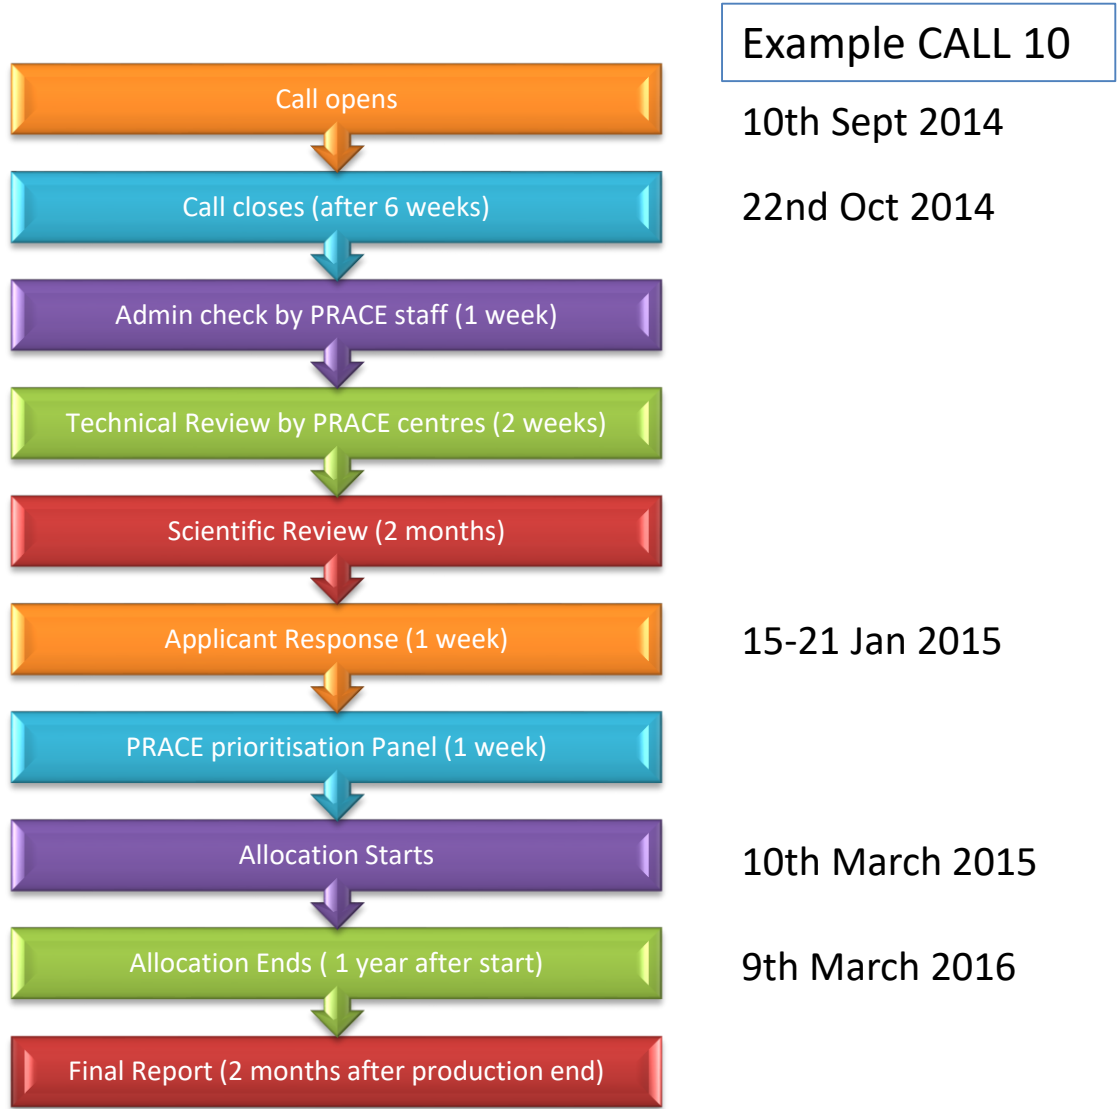 Example CALL 10
Call opens
10th Sept 2014
Call closes (after 6 weeks)
22nd Oct 2014
Admin check by PRACE staff (1 week)
Technical Review by PRACE centres (2 weeks)
Scientific Review (2 months)
Applicant Response (1 week)
15-21 Jan 2015
PRACE prioritisation Panel (1 week)
Allocation Starts
10th March 2015
Allocation Ends ( 1 year after start)
9th March 2016
Final Report (2 months after production end)